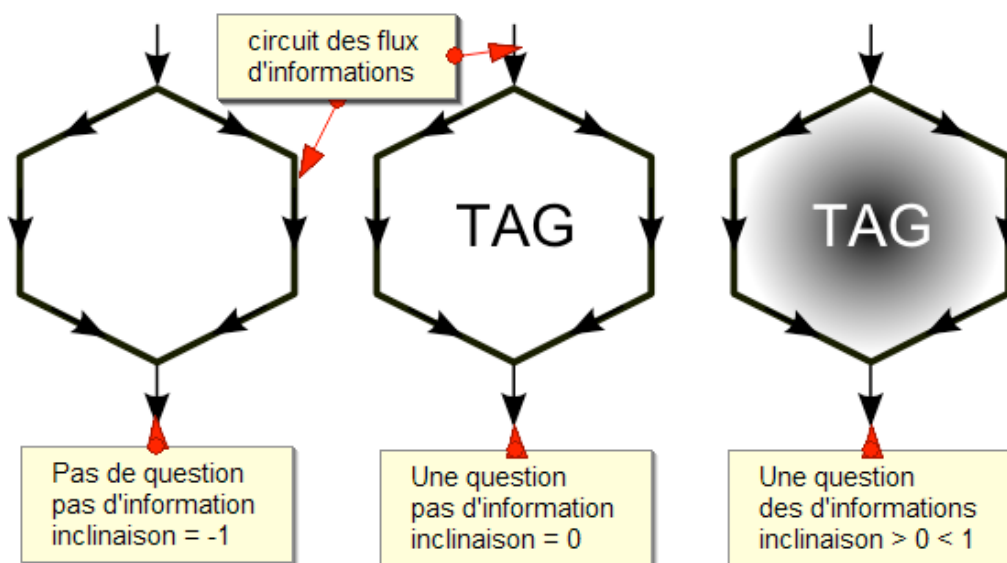 circuit des flux
d'informations
TAG
TAG
Pas de question
pas d'information
inclinaison = -1
Une question
pas d'information
inclinaison = 0
Une question
des d'informations
inclinaison > 0 < 1